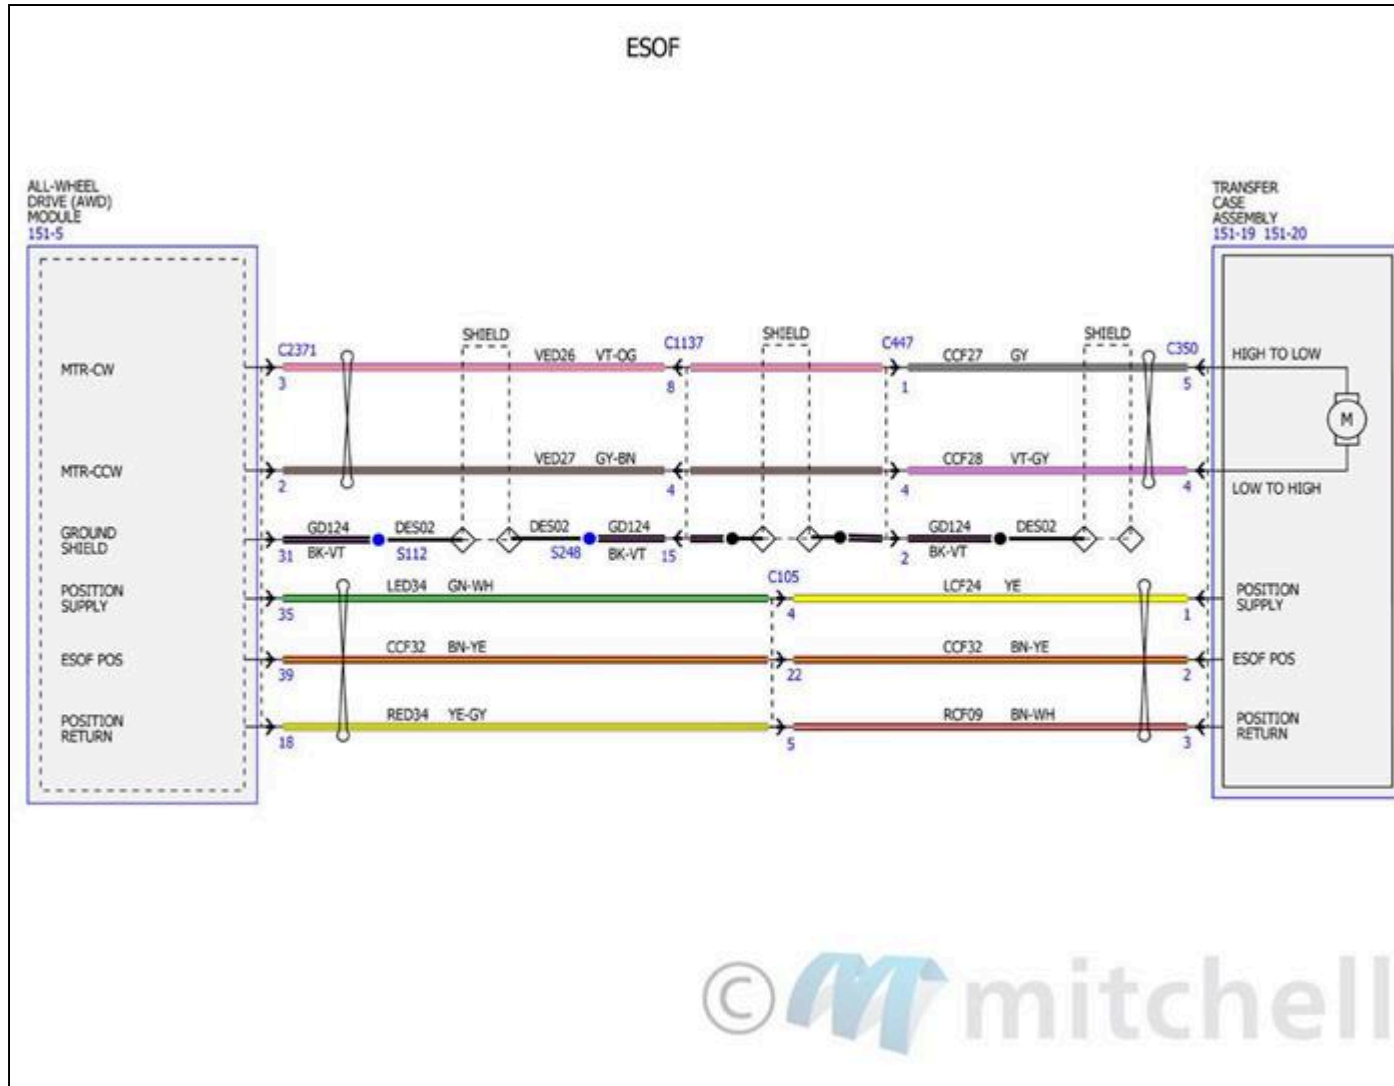 ESOF
ALL-WHEEL
DRIVE (AWD)
MODULE
151-5
TRANSFER
CASE
ASSEMBLY
151-19 151-20
SHIELD
SHIELD
SHIELD
C2371
VED26 VT-OG
C1137
C447
CCF27 GY
C350
HIGH TO LOW
MTR-CW
3
8
1
5
M
MTR-CCW
VED27 GY-BN
CCF28 VT-GY
2
4
4
4
LOW TO HIGH
GROUND
SHIELD
GD124
DES02
DES02
GD124
GD124
DES02
31
BK-VT
S112
S248
BK-VT
15
2
BK-VT
C105
POSITION
SUPPLY
LED34 GN-WH
LCF24 YE
POSITION
SUPPLY
35
4
1
ESOF POS
CCF32 BN-YE
CCF32 BN-YE
ESOF POS
39
22
2
POSITION
RETURN
RED34 YE-GY
RCF09 BN-WH
POSITION
RETURN
18
5
3
© mitchell